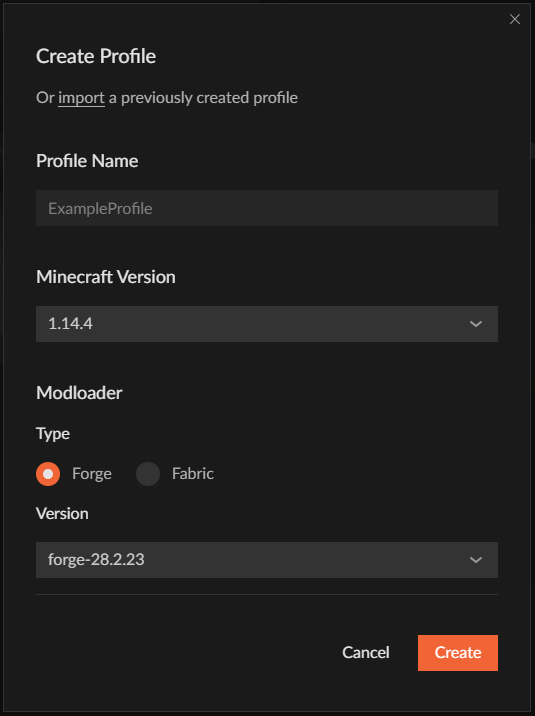 Create Profile
Or import a previously created profile
Profile Name
ExampleProfile
Minecraft Version
1.14.4
Modloader
Type
Forge Fabric
Version
forge-28.2.23
Cancel Create